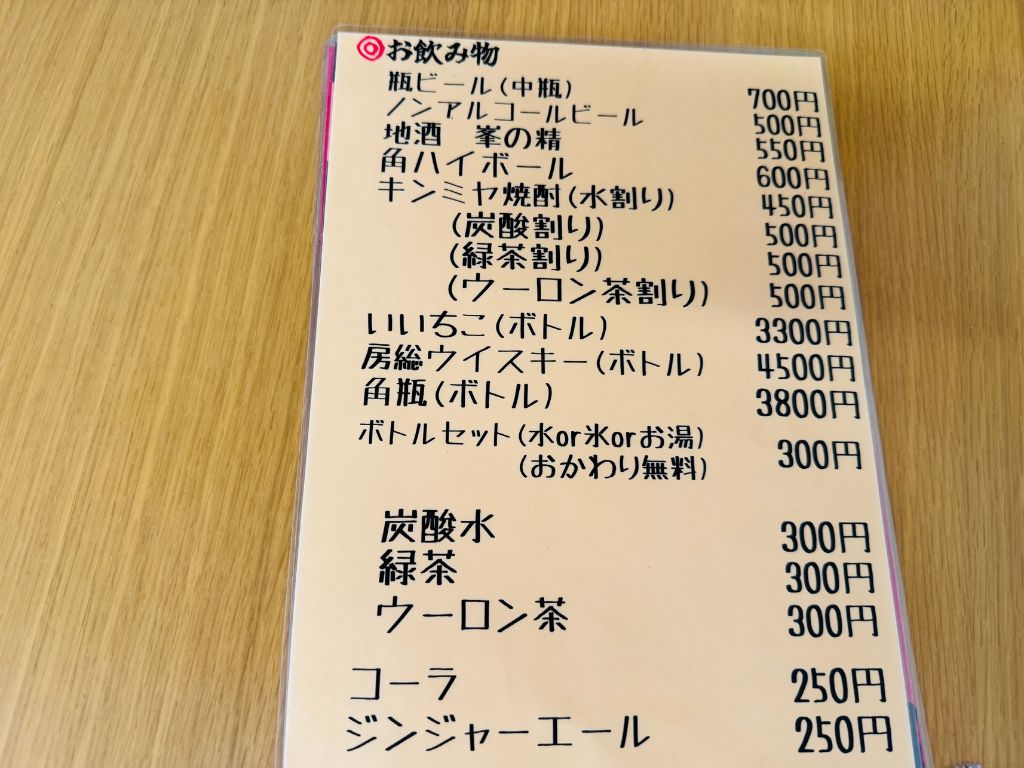 ◎お飲み物
瓶ビール(中瓶) 700円
ノンアルコールビール 500円
地酒 峯の精 550円
角ハイボール 600円
キンミヤ焼酎(水割り) 450円
(炭酸割り) 500円
(緑茶割り) 500円
(ウーロン茶割り) 500円
いいちこ(ボトル) 3300円
房総ウイスキー(ボトル) 4500円
角瓶(ボトル) 3800円
ボトルセット(水or氷orお湯) 300円
(おかわり無料)
炭酸水 300円
緑茶 300円
ウーロン茶 300円
コーラ 250円
ジンジャーエール 250円